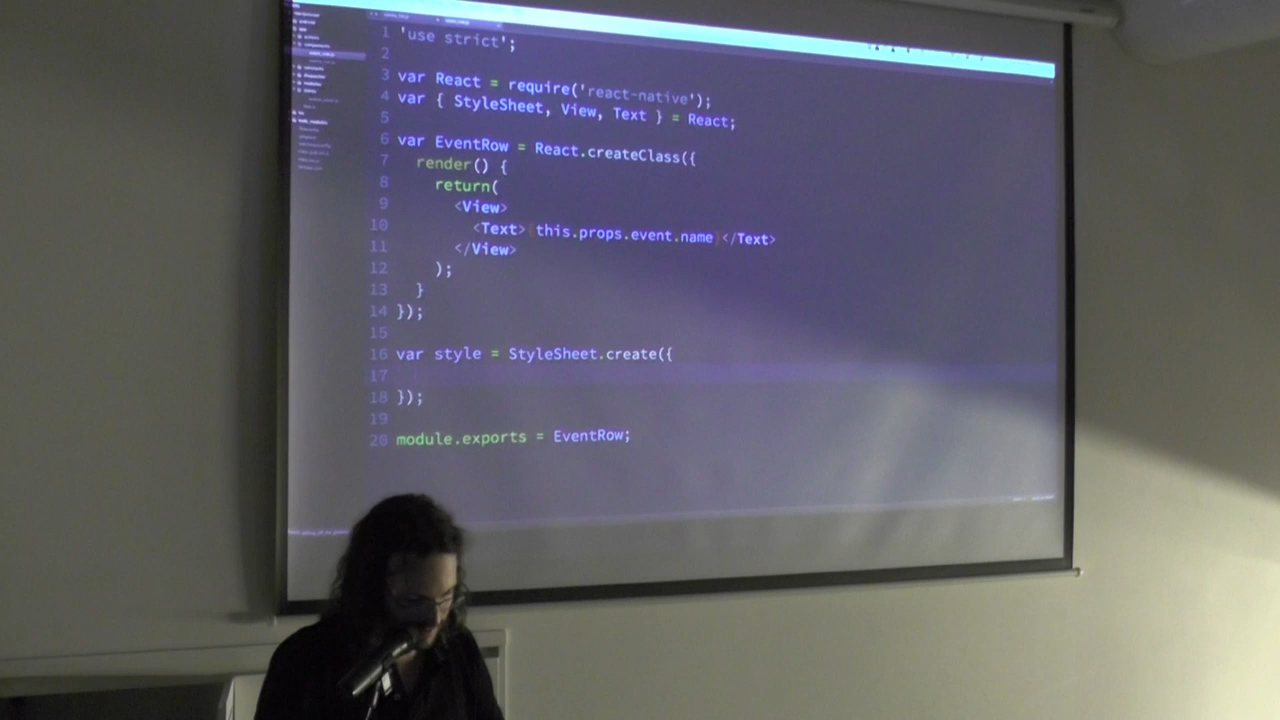 1 'use strict';
2
3 var React = require('react-native');
4 var { StyleSheet, View, Text } = React;
5
6 var EventRow = React.createClass({
7 render() {
8 return(
9 <View>
10 <Text>{this.props.event.name}</Text>
11 </View>
12 );
13 }
14 });
15
16 var style = StyleSheet.create({
17
18 });
19
20 module.exports = EventRow;